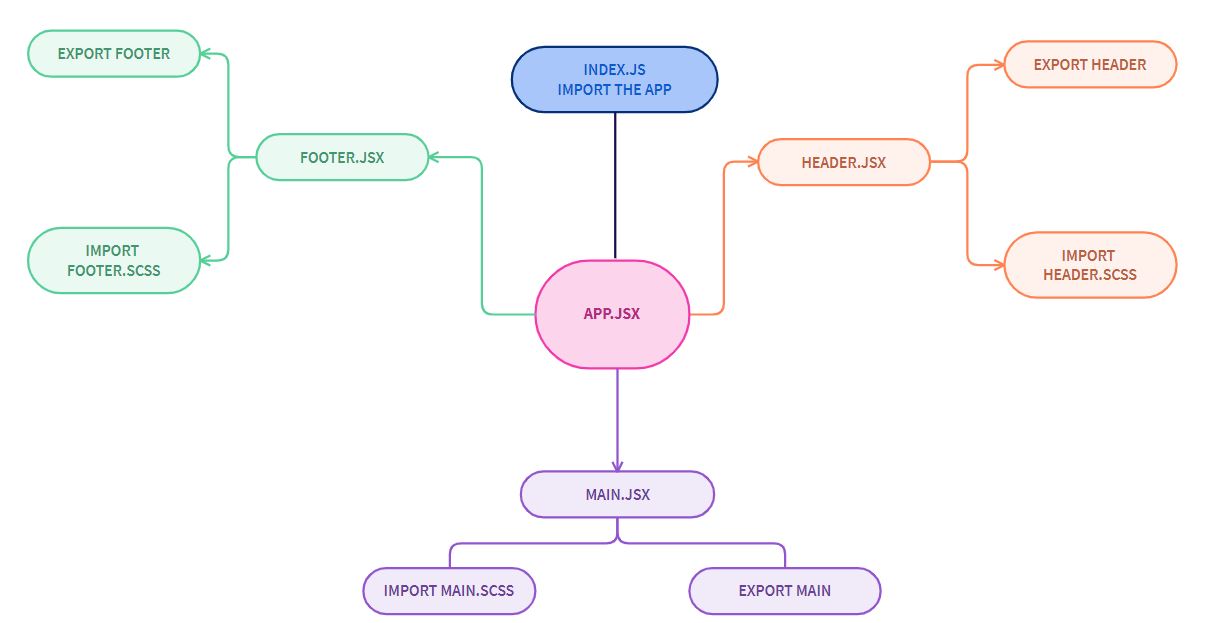 EXPORT FOOTER
INDEX.JS
IMPORT THE APP
EXPORT HEADER
FOOTER.JSX
HEADER.JSX
IMPORT
FOOTER.SCSS
IMPORT
HEADER.SCSS
APP.JSX
MAIN.JSX
IMPORT MAIN.SCSS
EXPORT MAIN